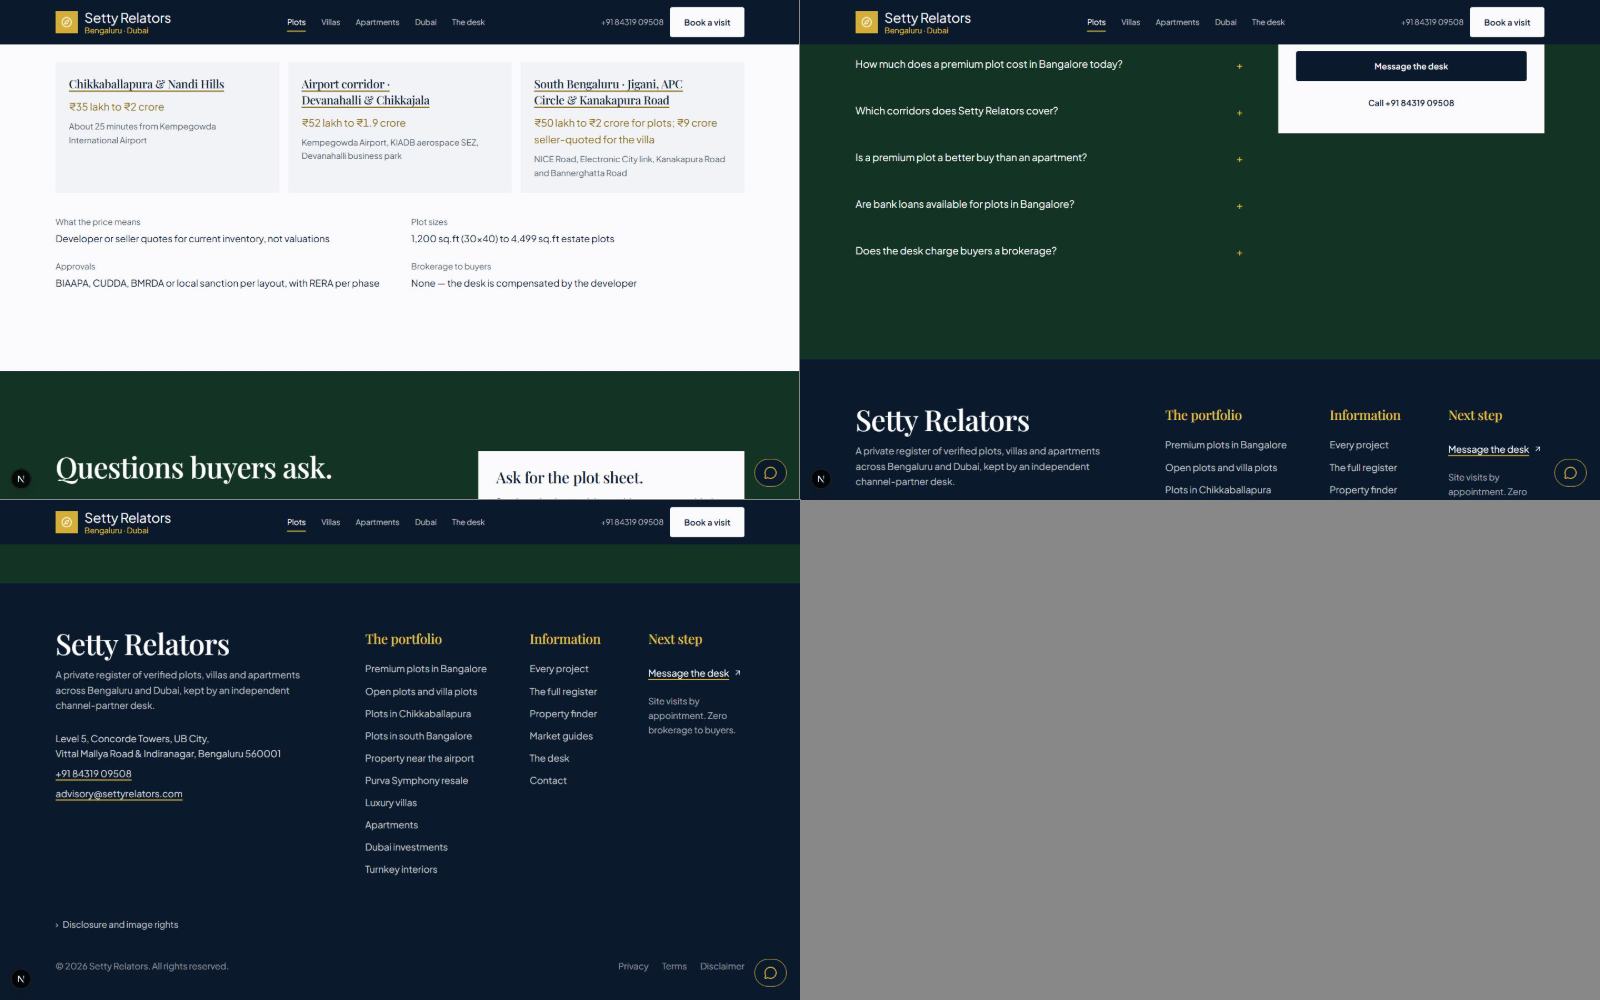 Setty Relators
Bengaluru · Dubai
Plots
Villas
Apartments
Dubai
The desk
+91 84319 09508
Book a visit
Chikkaballapura & Nandi Hills
₹35 lakh to ₹2 crore
About 25 minutes from Kempegowda
International Airport
Airport corridor ·
Devanahalli & Chikkajala
₹52 lakh to ₹1.9 crore
Kempegowda Airport, KIADB aerospace SEZ,
Devanahalli business park
South Bengaluru · Jigani, APC
Circle & Kanakapura Road
₹50 lakh to ₹2 crore for plots; ₹9 crore
seller-quoted for the villa
NICE Road, Electronic City link, Kanakapura Road
and Bannerghatta Road
What the price means
Developer or seller quotes for current inventory, not valuations
Plot sizes
1,200 sq.ft (30×40) to 4,499 sq.ft estate plots
Approvals
BIAAPA, CUDDA, BMRDA or local sanction per layout, with RERA per phase
Brokerage to buyers
None — the desk is compensated by the developer
Questions buyers ask.
Ask for the plot sheet.
N
Setty Relators
Bengaluru · Dubai
Plots
Villas
Apartments
Dubai
The desk
+91 84319 09508
Book a visit
How much does a premium plot cost in Bangalore today?
+
Which corridors does Setty Relators cover?
+
Is a premium plot a better buy than an apartment?
+
Are bank loans available for plots in Bangalore?
+
Does the desk charge buyers a brokerage?
+
Message the desk
Call +91 84319 09508
Setty Relators
A private register of verified plots, villas and apartments
across Bengaluru and Dubai, kept by an independent
channel-partner desk.
The portfolio
Premium plots in Bangalore
Open plots and villa plots
Plots in Chikkaballapura
Information
Every project
The full register
Property finder
Next step
Message the desk ↗
Site visits by
appointment. Zero
N
Setty Relators
Bengaluru · Dubai
Plots
Villas
Apartments
Dubai
The desk
+91 84319 09508
Book a visit
Setty Relators
A private register of verified plots, villas and apartments
across Bengaluru and Dubai, kept by an independent
channel-partner desk.
Level 5, Concorde Towers, UB City,
Vittal Mallya Road & Indiranagar, Bengaluru 560001
+91 84319 09508
advisory@settyrelators.com
The portfolio
Premium plots in Bangalore
Open plots and villa plots
Plots in Chikkaballapura
Plots in south Bangalore
Property near the airport
Purva Symphony resale
Luxury villas
Apartments
Dubai investments
Turnkey interiors
Information
Every project
The full register
Property finder
Market guides
The desk
Contact
Next step
Message the desk ↗
Site visits by
appointment. Zero
brokerage to buyers.
› Disclosure and image rights
© 2026 Setty Relators. All rights reserved.
Privacy
Terms
Disclaimer
N